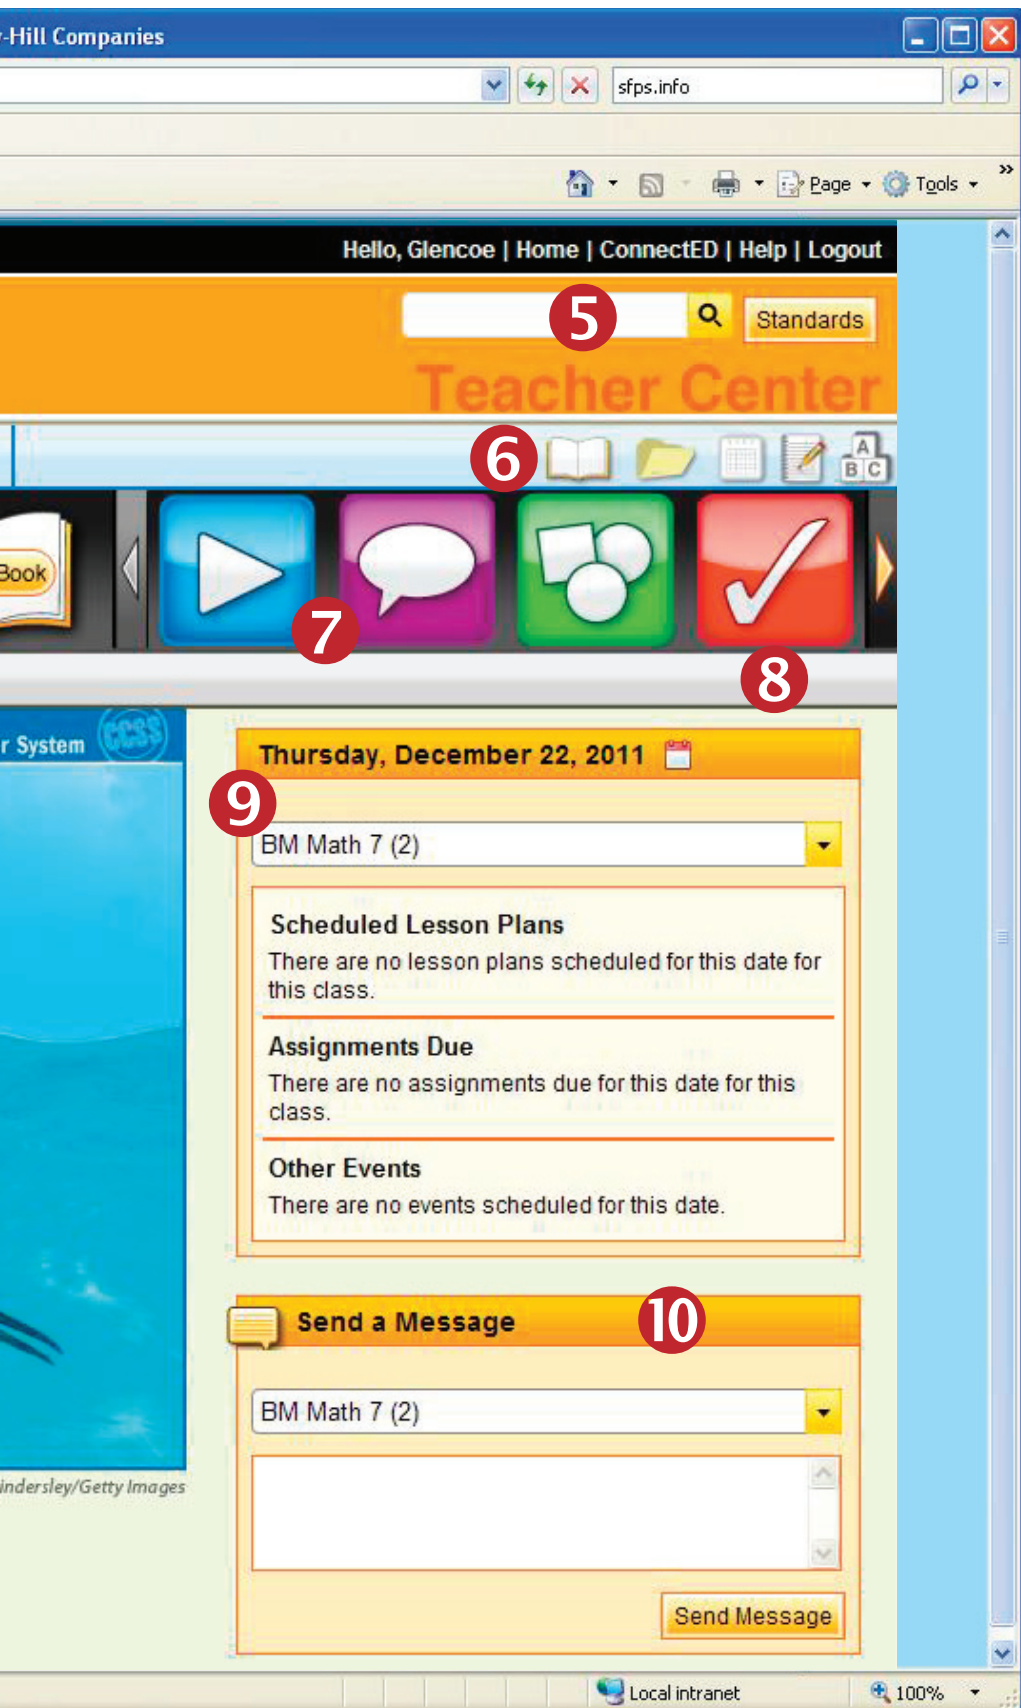 -Hill Companies
sfps.info
Page Tools »
Hello, Glencoe | Home | ConnectED | Help | Logout
5
Standards
Teacher Center
6
A
B C
Book
7
8
r System CCSS
Thursday, December 22, 2011
9
BM Math 7 (2)
Scheduled Lesson Plans
There are no lesson plans scheduled for this date for
this class.
Assignments Due
There are no assignments due for this date for this
class.
Other Events
There are no events scheduled for this date.
Send a Message 10
BM Math 7 (2)
indersley/Getty Images
Send Message
Local intranet 100%